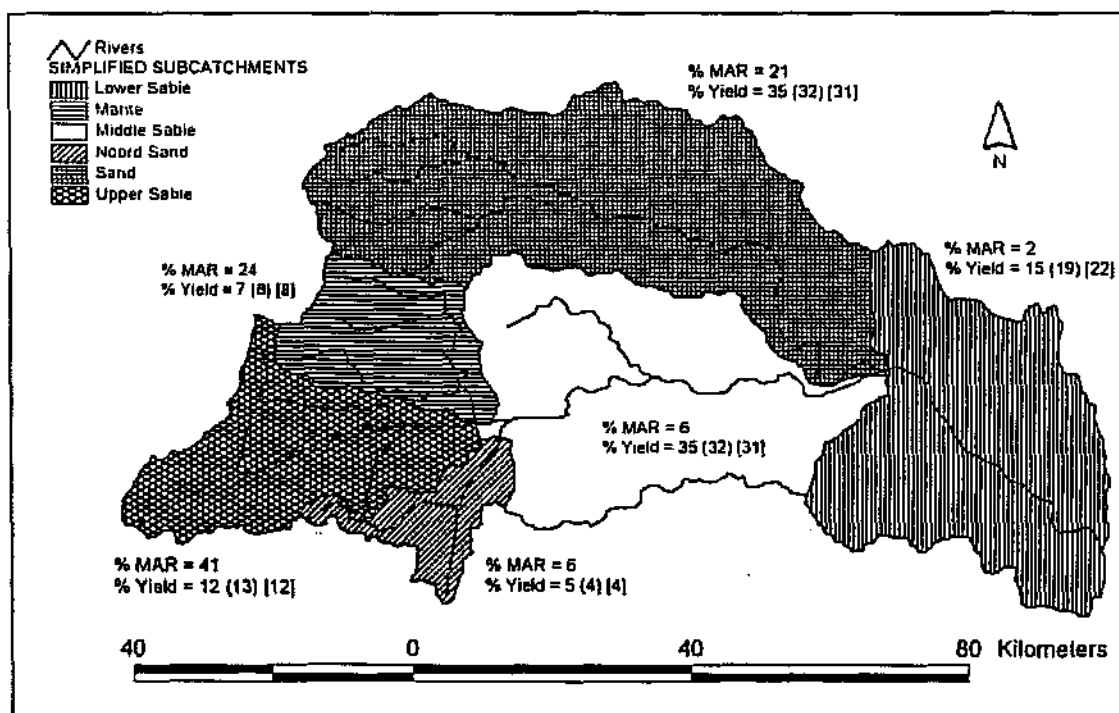 Rivers
SIMPLIFIED SUBCATCHMENTS
Lower Sabie
Marite
Middle Sabie
Noord Sand
Sand
Upper Sabie
% MAR = 21
% Yield = 35 (32) [31]
N
% MAR = 2
% Yield = 15 (19) [22]
% MAR = 24
% Yield = 7 (8) [8]
% MAR = 6
% Yield = 35 (32) [31]
% MAR = 41
% Yield = 12 (13) [12]
% MAR = 6
% Yield = 5 (4) [4]
40 0 40 80 Kilometers